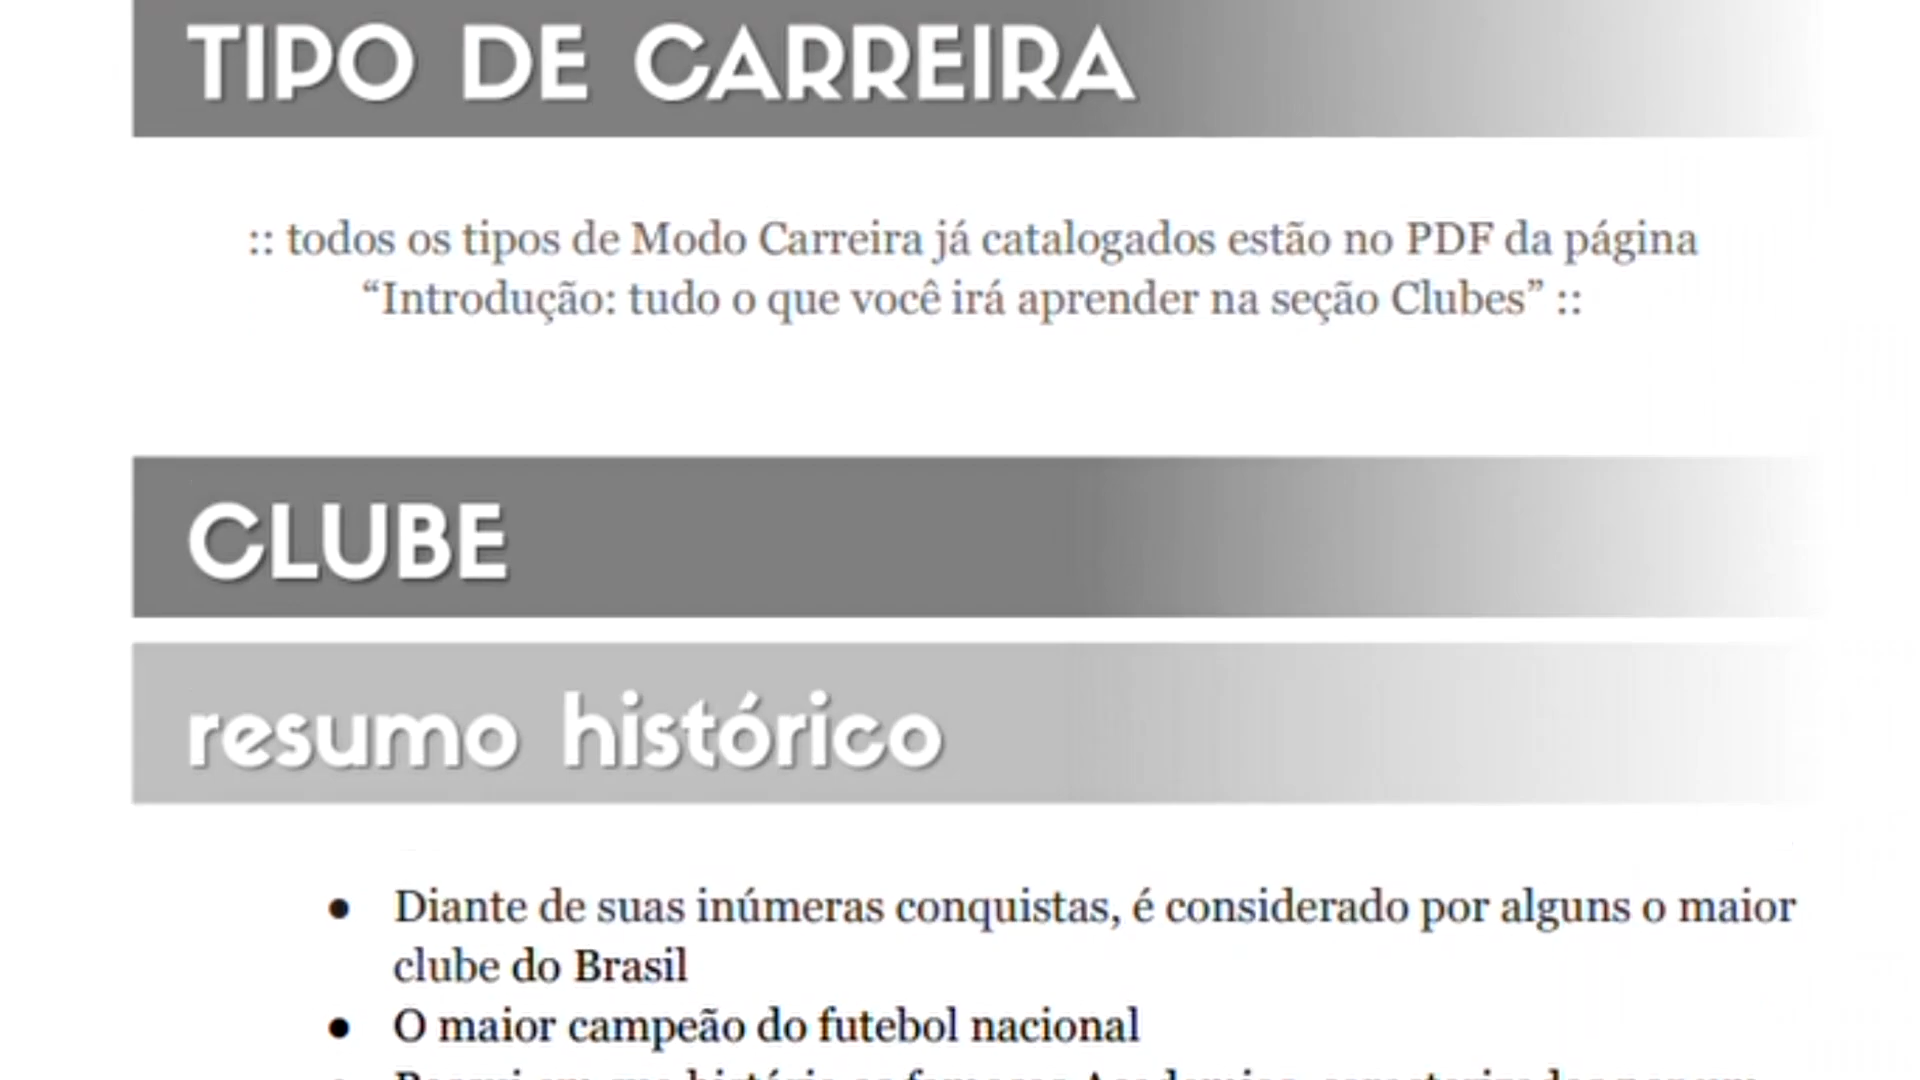 TIPO DE CARREIRA
:: todos os tipos de Modo Carreira já catalogados estão no PDF da página
“Introdução: tudo o que você irá aprender na seção Clubes” ::
CLUBE
resumo histórico
● Diante de suas inúmeras conquistas, é considerado por alguns o maior
clube do Brasil
● O maior campeão do futebol nacional